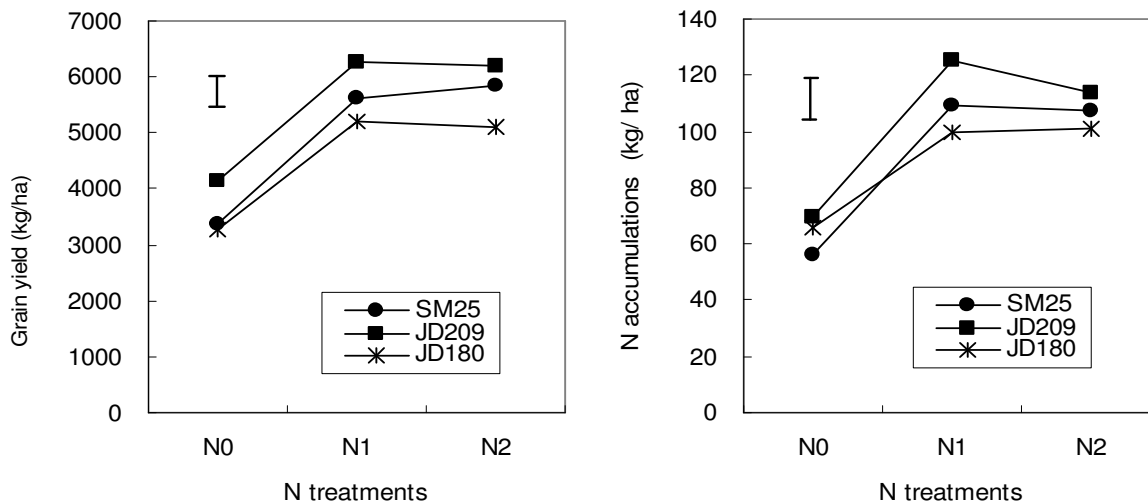 Grain yield (kg/ha)
7000
6000
5000
4000
3000
2000
1000
0
SM25
JD209
JD180
N0 N1 N2
N treatments
N accumulations (kg/ ha)
140
120
100
80
60
40
20
0
SM25
JD209
JD180
N0 N1 N2
N treatments